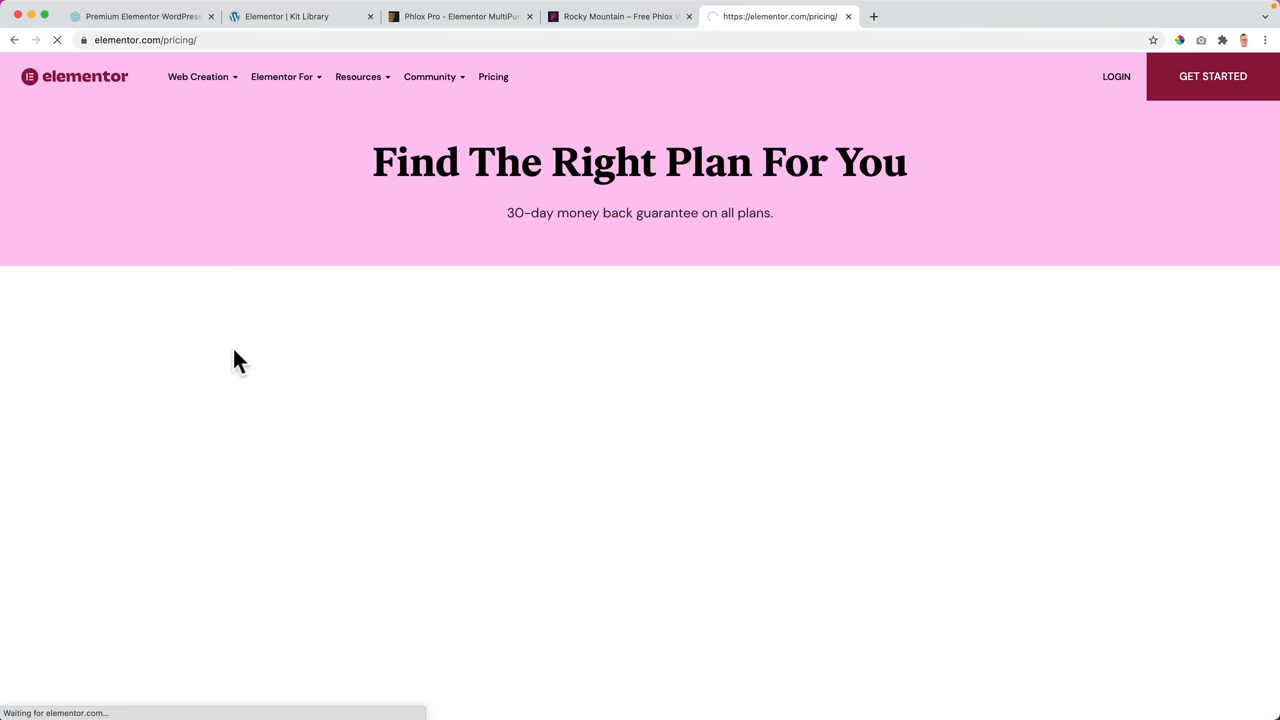 Premium Elementor WordPress
Elementor | Kit Library
Phlox Pro - Elementor MultiPur
Rocky Mountain – Free Phlox W
https://elementor.com/pricing/
elementor.com/pricing/
elementor
Web Creation
Elementor For
Resources
Community
Pricing
LOGIN
GET STARTED
Find The Right Plan For You
30-day money back guarantee on all plans.
Waiting for elementor.com...